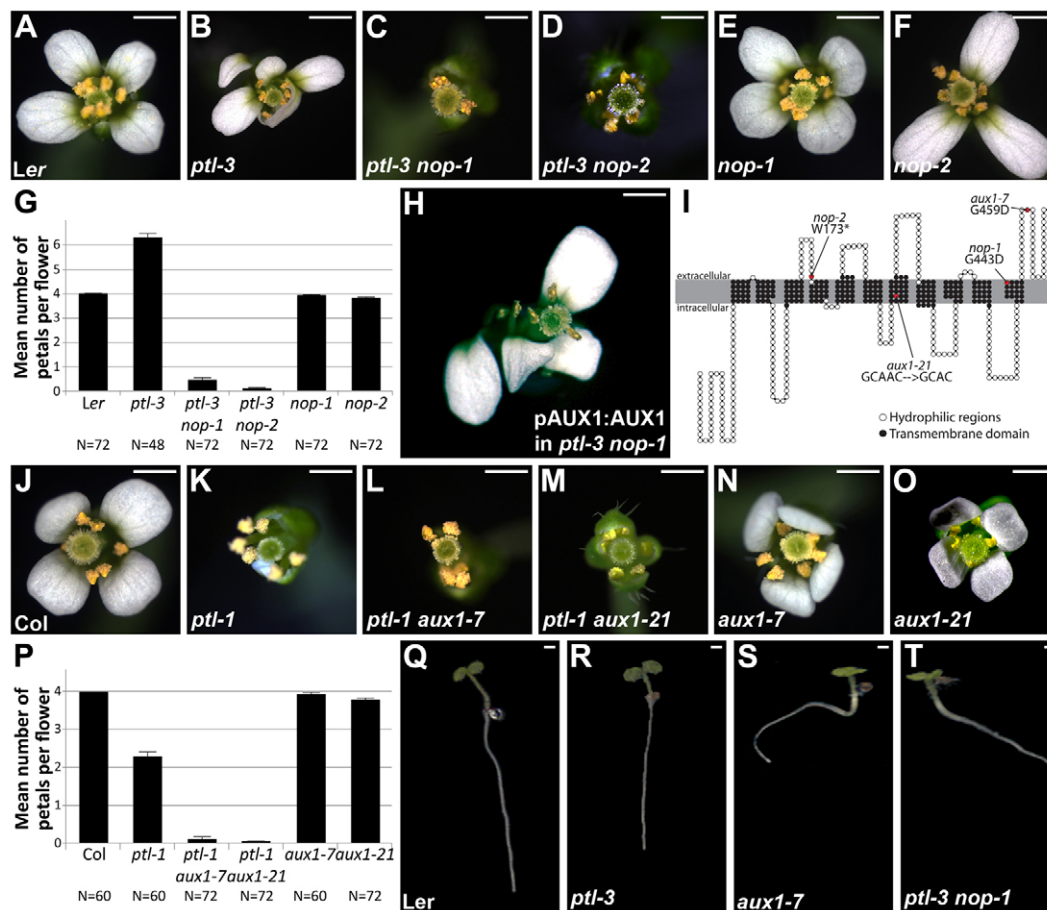 A
Ler
B
ptl-3
C
ptl-3 nop-1
D
ptl-3 nop-2
E
nop-1
F
nop-2
G
Mean number of
petals per flower
6
5
4
3
2
1
0
Ler
ptl-3
ptl-3
nop-1
ptl-3
nop-2
nop-1
nop-2
N=72
N=48
N=72
N=72
N=72
N=72
H
pAUX1:AUX1
in ptl-3 nop-1
I
aux1-7
G459D
nop-2
W173*
nop-1
G443D
extracellular
intracellular
aux1-21
GCAAC-->GCAC
Hydrophilic regions
Transmembrane domain
J
Col
K
ptl-1
L
ptl-1 aux1-7
M
ptl-1 aux1-21
N
aux1-7
O
aux1-21
P
Mean number of
petals per flower
4
3
2
1
0
Col
ptl-1
ptl-1
aux1-7
ptl-1
aux1-21
aux1-7
aux1-21
N=60
N=60
N=72
N=72
N=60
N=72
Q
Ler
R
ptl-3
S
aux1-7
T
ptl-3 nop-1